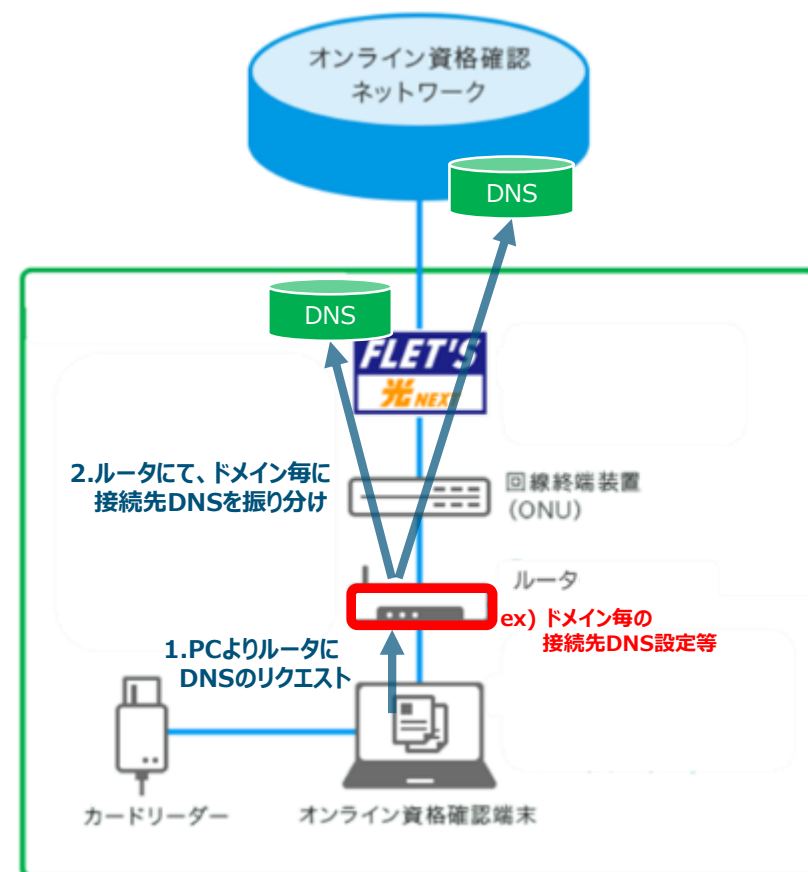 オンライン資格確認
ネットワーク
DNS
DNS
FLET'S
光NEXT
2.ルータにて、ドメイン毎に
接続先DNSを振り分け
回線終端装置
(ONU)
ルータ
ex) ドメイン毎の
接続先DNS設定等
1.PCよりルータに
DNSのリクエスト
カードリーダー
オンライン資格確認端末